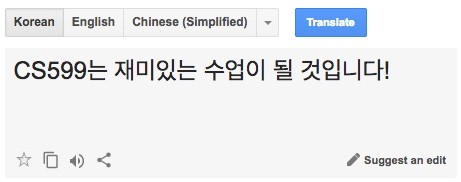 Korean English Chinese (Simplified) Translate
CS599는 재미있는 수업이 될 것입니다!
Suggest an edit